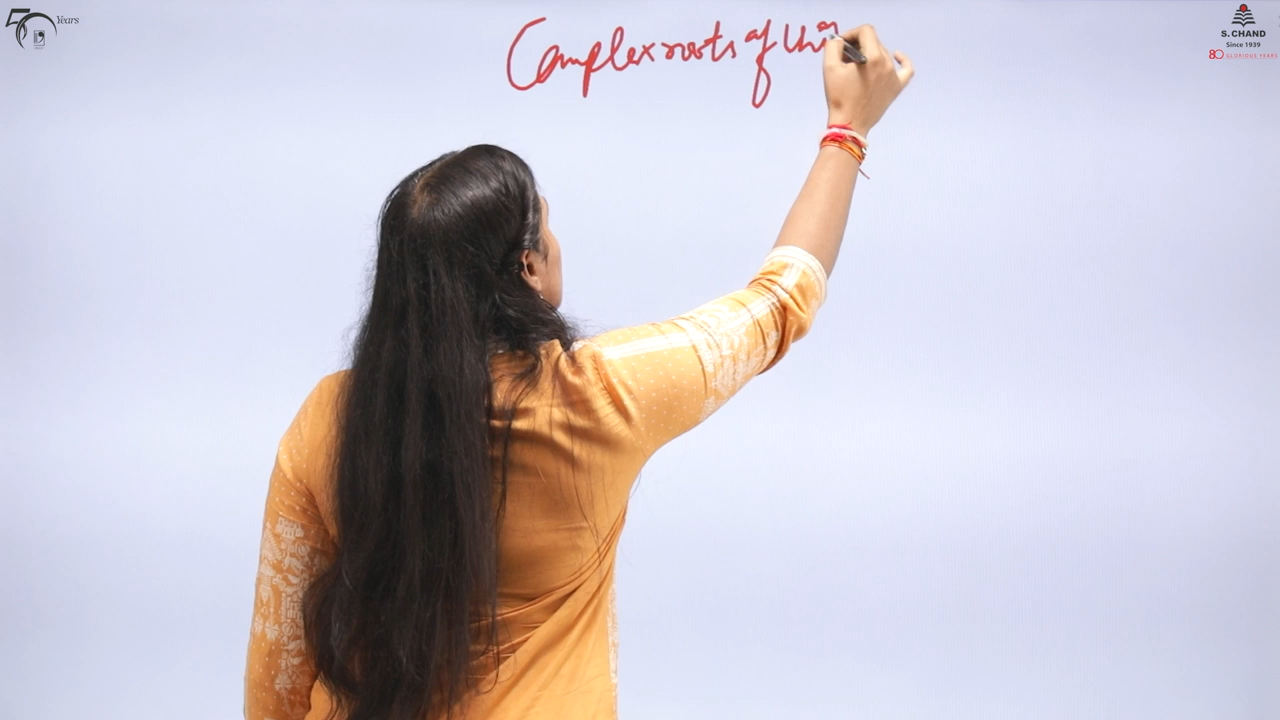 50 Years
Complex roots of
S. CHAND
Since 1939
80 GLORIOUS YEARS